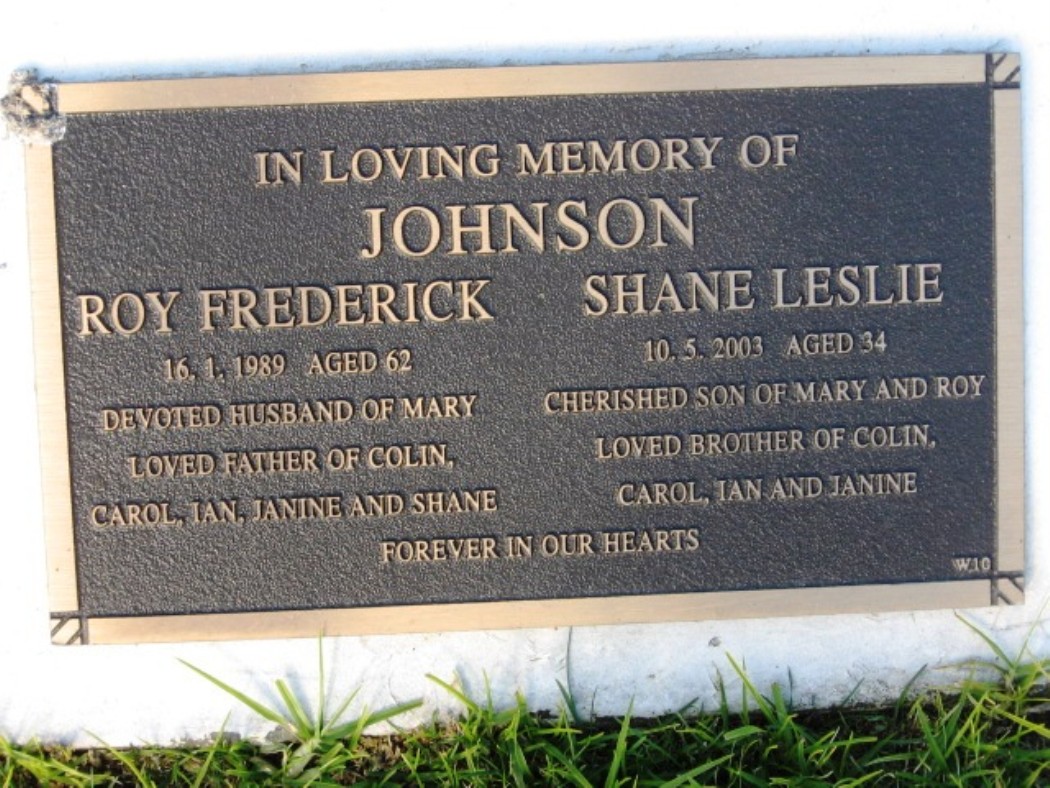 IN LOVING MEMORY OF
JOHNSON
ROY FREDERICK
16. 1. 1989 AGED 62
DEVOTED HUSBAND OF MARY
LOVED FATHER OF COLIN,
CAROL, IAN, JANINE AND SHANE
SHANE LESLIE
10. 5. 2003 AGED 34
CHERISHED SON OF MARY AND ROY
LOVED BROTHER OF COLIN,
CAROL, IAN AND JANINE
FOREVER IN OUR HEARTS
W10